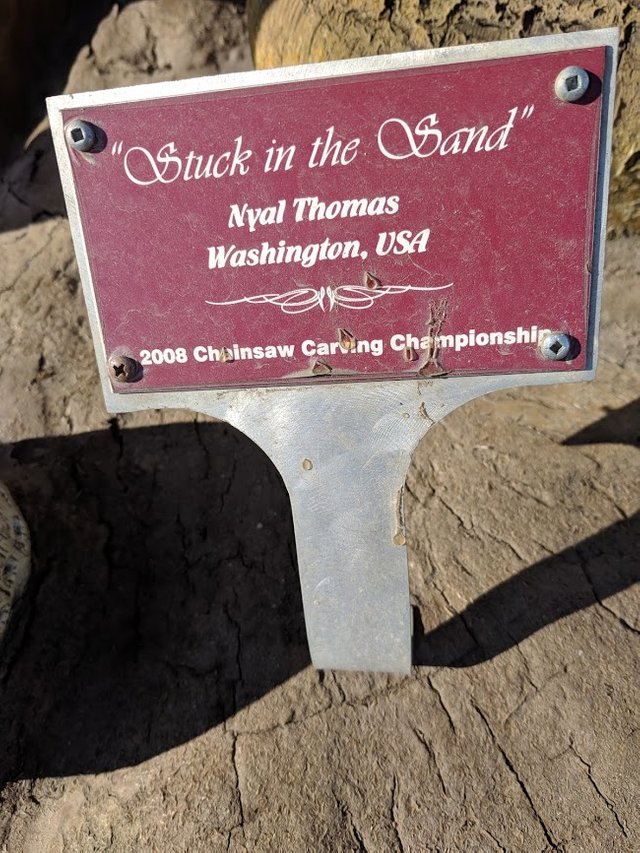 "Stuck in the Sand"
Nyal Thomas
Washington, USA
2008 Chainsaw Carving Championship